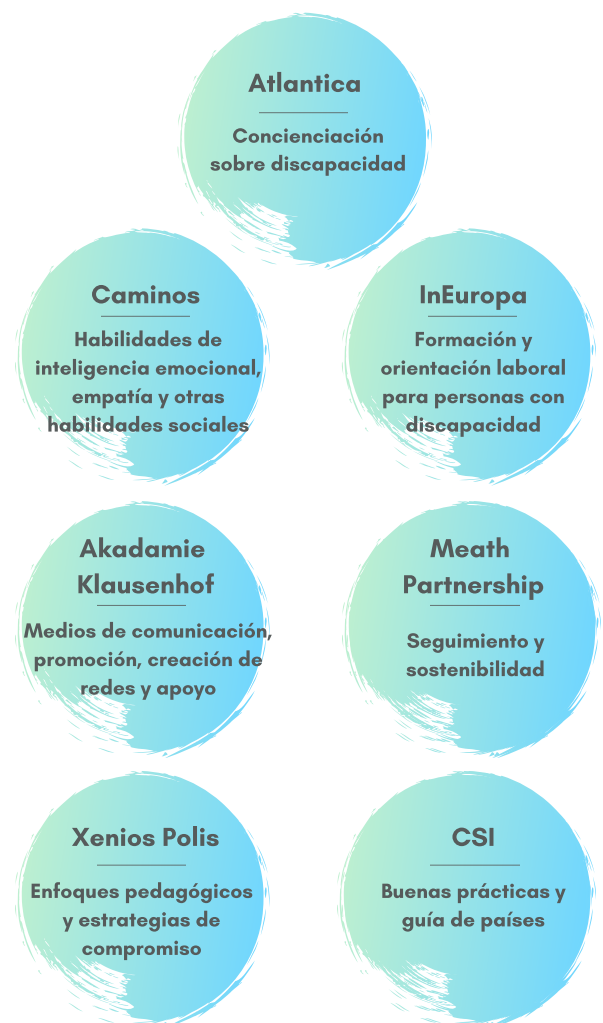 Atlantica
Concienciación
sobre discapacidad
Caminos
Habilidades de
inteligencia emocional,
empatía y otras
habilidades sociales
InEuropa
Formación y
orientación laboral
para personas con
discapacidad
Akadamie
Klausenhof
Medios de comunicación,
promoción, creación de
redes y apoyo
Meath
Partnership
Seguimiento y
sostenibilidad
Xenios Polis
Enfoques pedagógicos
y estrategias de
compromiso
CSI
Buenas prácticas y
guía de países